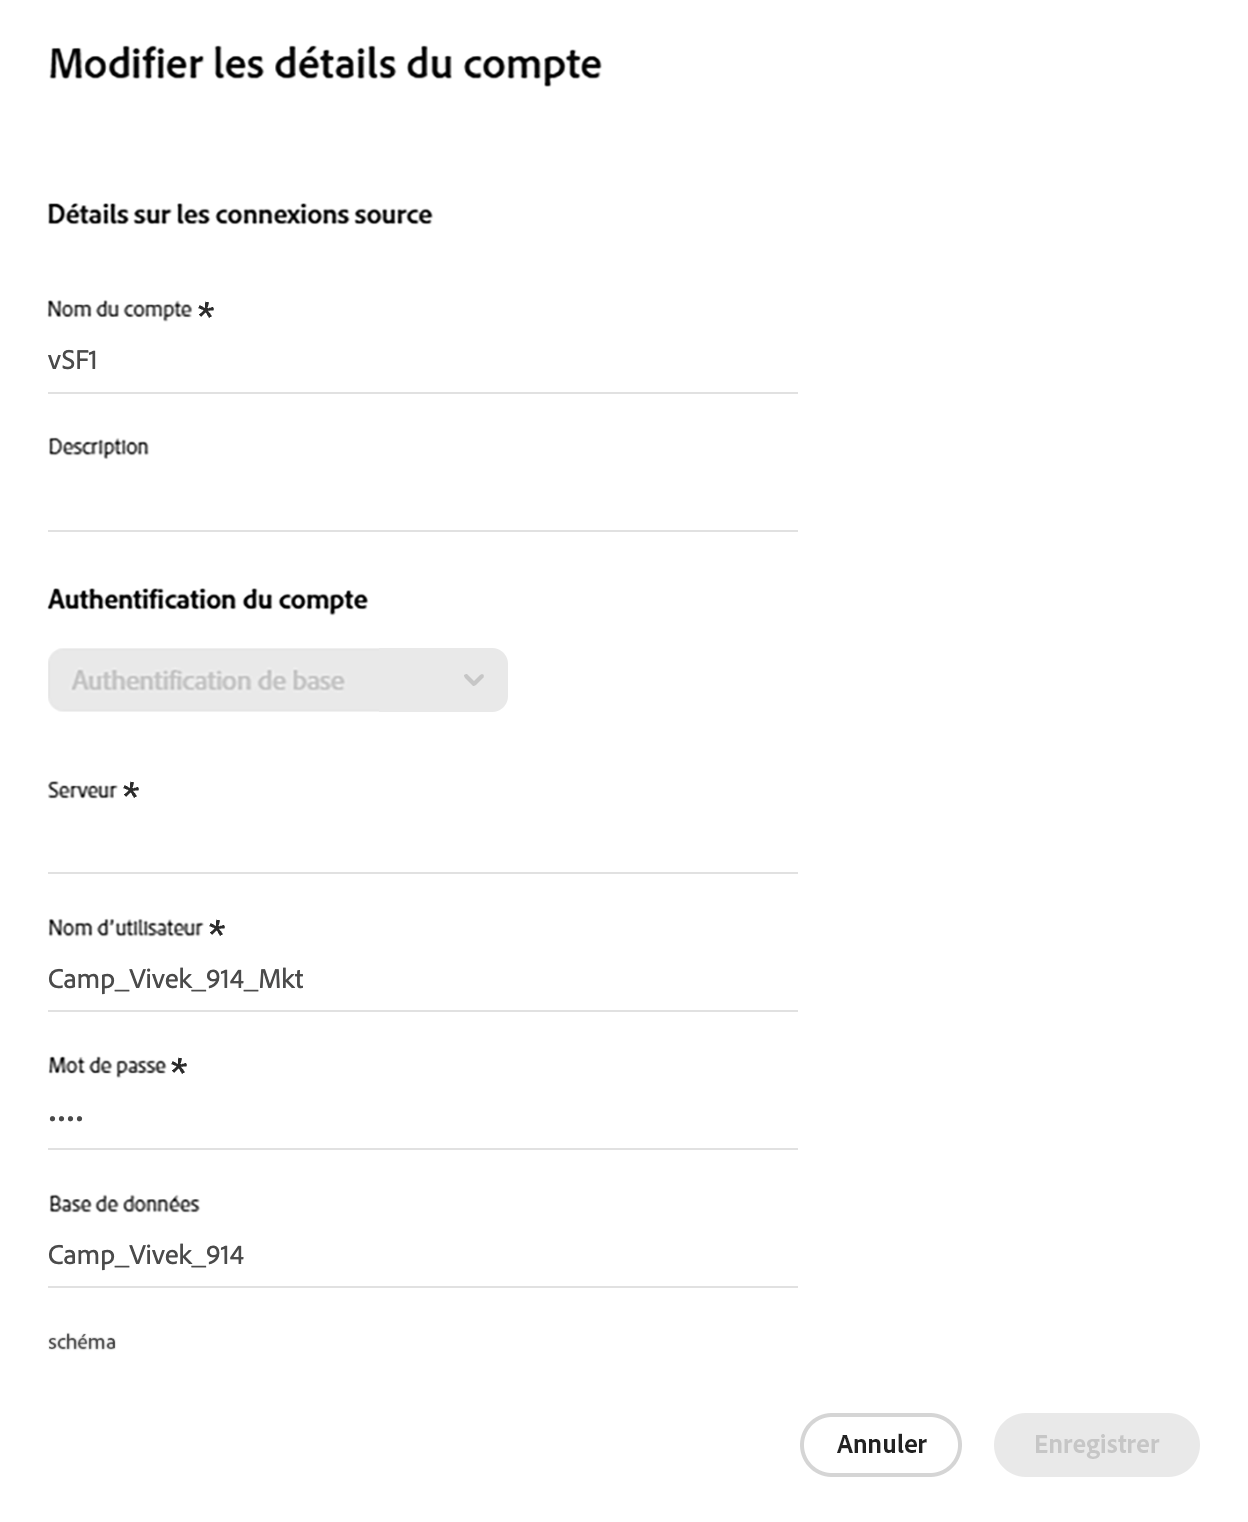 Modifier les détails du compte
Détails sur les connexions source
Nom du compte *
vSF1
Description
Authentification du compte
Authentification de base
Serveur *
Nom d'utilisateur *
Camp_Vivek_914_Mkt
Mot de passe *
••••
Base de données
Camp_Vivek_914
schéma
Annuler Enregistrer